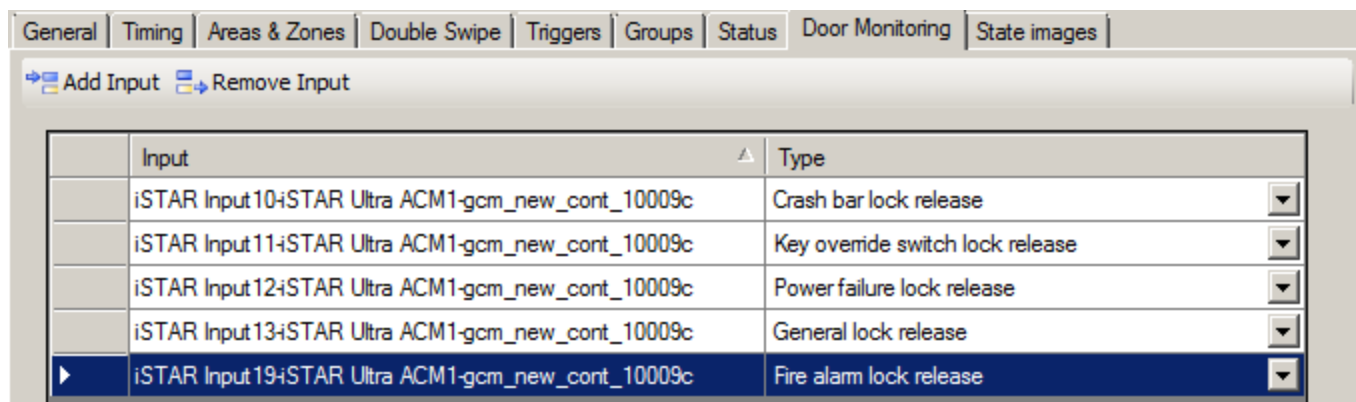 General Timing Areas & Zones Double Swipe Triggers Groups Status Door Monitoring State images
Add Input Remove Input
Input Type
iSTAR Input10-iSTAR Ultra ACM1-gcm_new_cont_10009c Crash bar lock release
iSTAR Input11-iSTAR Ultra ACM1-gcm_new_cont_10009c Key override switch lock release
iSTAR Input12-iSTAR Ultra ACM1-gcm_new_cont_10009c Power failure lock release
iSTAR Input13-iSTAR Ultra ACM1-gcm_new_cont_10009c General lock release
iSTAR Input19-iSTAR Ultra ACM1-gcm_new_cont_10009c Fire alarm lock release